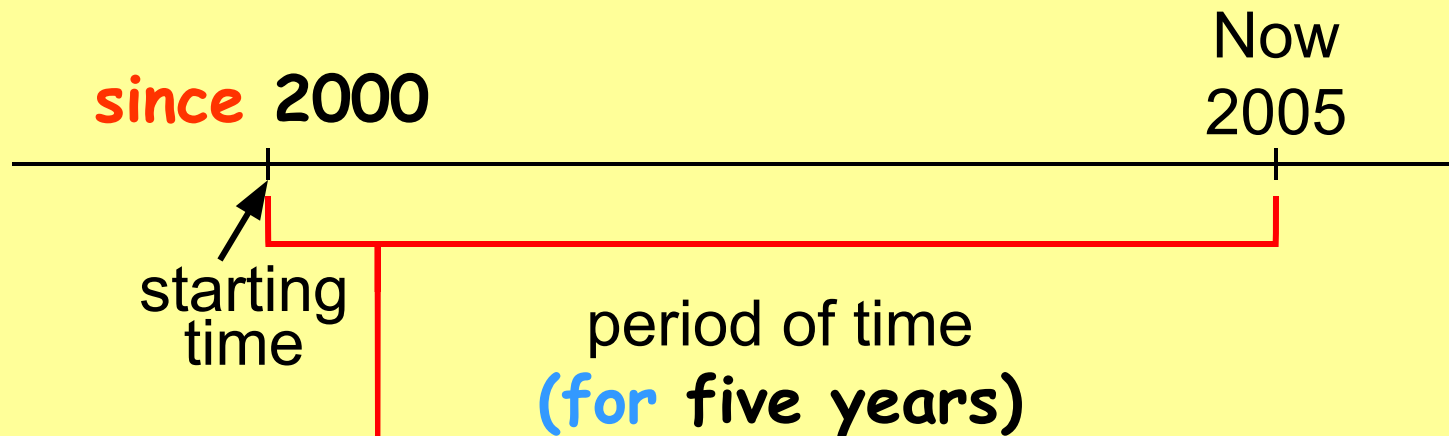 Now
since 2000
2005
starting
time
period of time
(for five years)